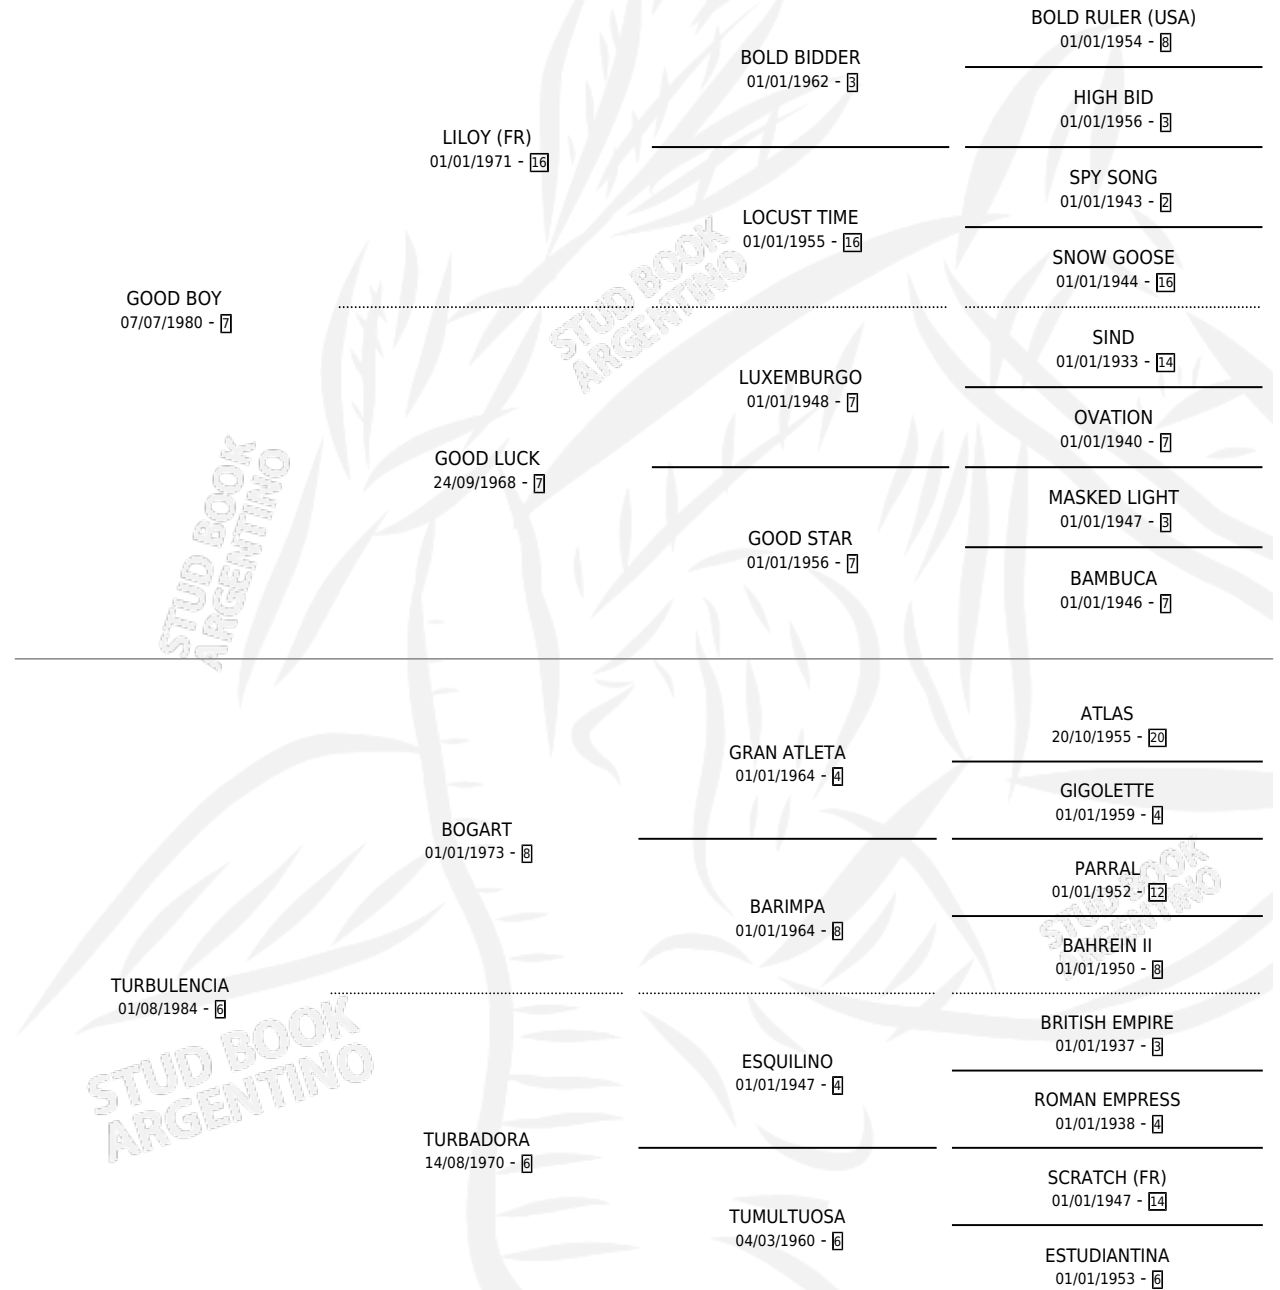 BOLD RULER (USA)
01/01/1954 - 8
BOLD BIDDER
01/01/1962 - 3
HIGH BID
01/01/1956 - 3
LILOY (FR)
01/01/1971 - 16
SPY SONG
01/01/1943 - 2
LOCUST TIME
01/01/1955 - 16
SNOW GOOSE
01/01/1944 - 16
GOOD BOY
07/07/1980 - 7
SIND
01/01/1933 - 14
LUXEMBURGO
01/01/1948 - 7
OVATION
01/01/1940 - 7
GOOD LUCK
24/09/1968 - 7
MASKED LIGHT
01/01/1947 - 3
GOOD STAR
01/01/1956 - 7
BAMBUCA
01/01/1946 - 7
ATLAS
20/10/1955 - 20
GRAN ATLETA
01/01/1964 - 4
GIGOLETTE
01/01/1959 - 4
BOGART
01/01/1973 - 8
PARRAL
01/01/1952 - 12
BARIMPA
01/01/1964 - 8
BAHREIN II
01/01/1950 - 8
TURBULENCIA
01/08/1984 - 6
BRITISH EMPIRE
01/01/1937 - 3
ESQUILINO
01/01/1947 - 4
ROMAN EMPRESS
01/01/1938 - 4
TURBADORA
14/08/1970 - 6
SCRATCH (FR)
01/01/1947 - 14
TUMULTUOSA
04/03/1960 - 6
ESTUDIANTINA
01/01/1953 - 6
STUD BOOK
ARGENTINO
STUD BOOK
ARGENTINO
STUD BOOK
ARGENTINO
STUD BOOK
ARGENTINO